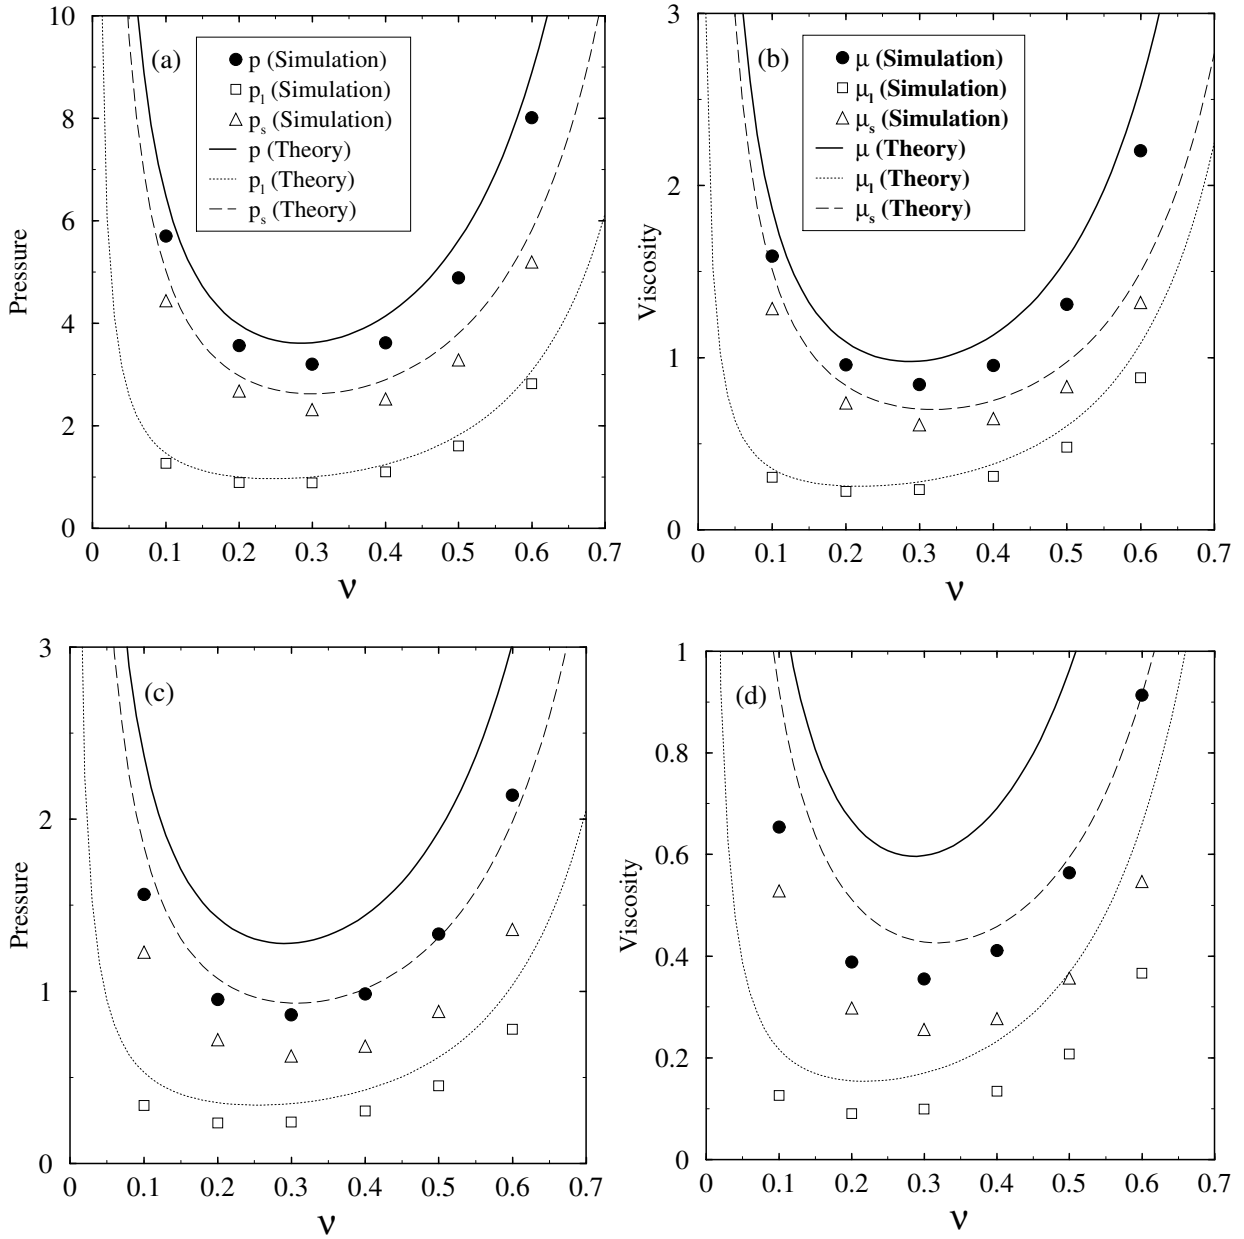 10
8
6
4
2
0
Pressure
(a)
p (Simulation)
p_l (Simulation)
p_s (Simulation)
p (Theory)
p_l (Theory)
p_s (Theory)
0 0.1 0.2 0.3 0.4 0.5 0.6 0.7
ν
3
2
1
0
Viscosity
(b)
μ (Simulation)
μ_l (Simulation)
μ_s (Simulation)
μ (Theory)
μ_l (Theory)
μ_s (Theory)
0 0.1 0.2 0.3 0.4 0.5 0.6 0.7
ν
3
2
1
0
Pressure
(c)
0 0.1 0.2 0.3 0.4 0.5 0.6 0.7
ν
1
0.8
0.6
0.4
0.2
0
Viscosity
(d)
0 0.1 0.2 0.3 0.4 0.5 0.6 0.7
ν